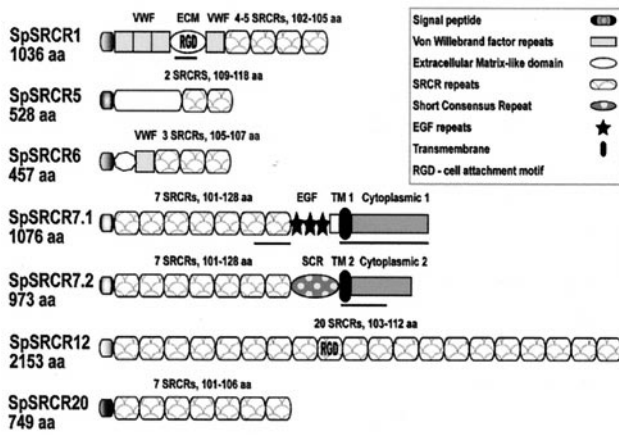 VWF ECM VWF 4-5 SRCRs, 102-105 aa
SpSRCR1
RGD
1036 aa
2 SRCRS, 109-118 aa
SpSRCR5
528 aa
VWF 3 SRCRs, 105-107 aa
SpSRCR6
457 aa
7 SRCRs, 101-128 aa EGF TM 1 Cytoplasmic 1
SpSRCR7.1
1076 aa
7 SRCRs, 101-128 aa SCR TM 2 Cytoplasmic 2
SpSRCR7.2
973 aa
20 SRCRs, 103-112 aa
SpSRCR12
RGD
2153 aa
7 SRCRs, 101-106 aa
SpSRCR20
749 aa
Signal peptide
Von Willebrand factor repeats
Extracellular Matrix-like domain
SRCR repeats
Short Consensus Repeat
EGF repeats
Transmembrane
RGD - cell attachment motif